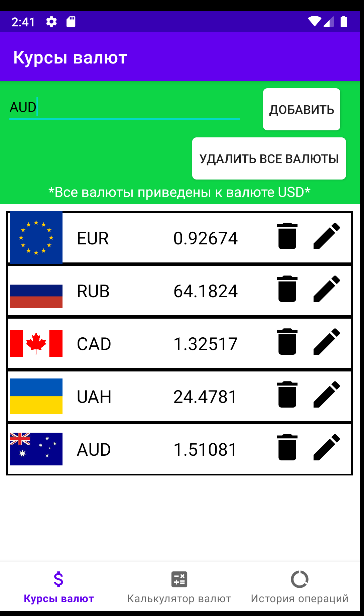 2:41
Курсы валют
AUD
ДОБАВИТЬ
УДАЛИТЬ ВСЕ ВАЛЮТЫ
*Все валюты приведены к валюте USD*
EUR 0.92674
RUB 64.1824
CAD 1.32517
UAH 24.4781
AUD 1.51081
Курсы валют Калькулятор валют История операций